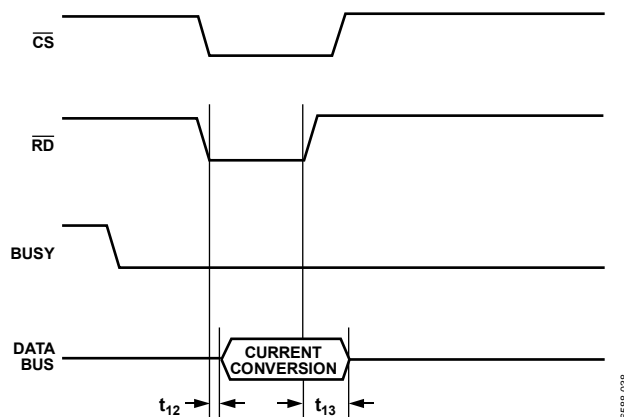 CS
RD
BUSY
DATA
BUS
CURRENT
CONVERSION
t12
t13